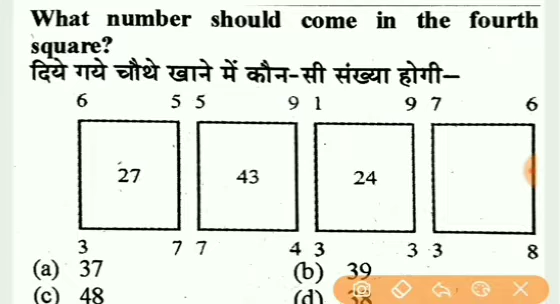 What number should come in the fourth
square?
दिये गये चौथे खाने में कौन-सी संख्या होगी–
6 5 5 9 1 9 7 6
27 43 24
3 7 7 4 3 3 3 8
(a) 37 (b) 39
(c) 48 (d)